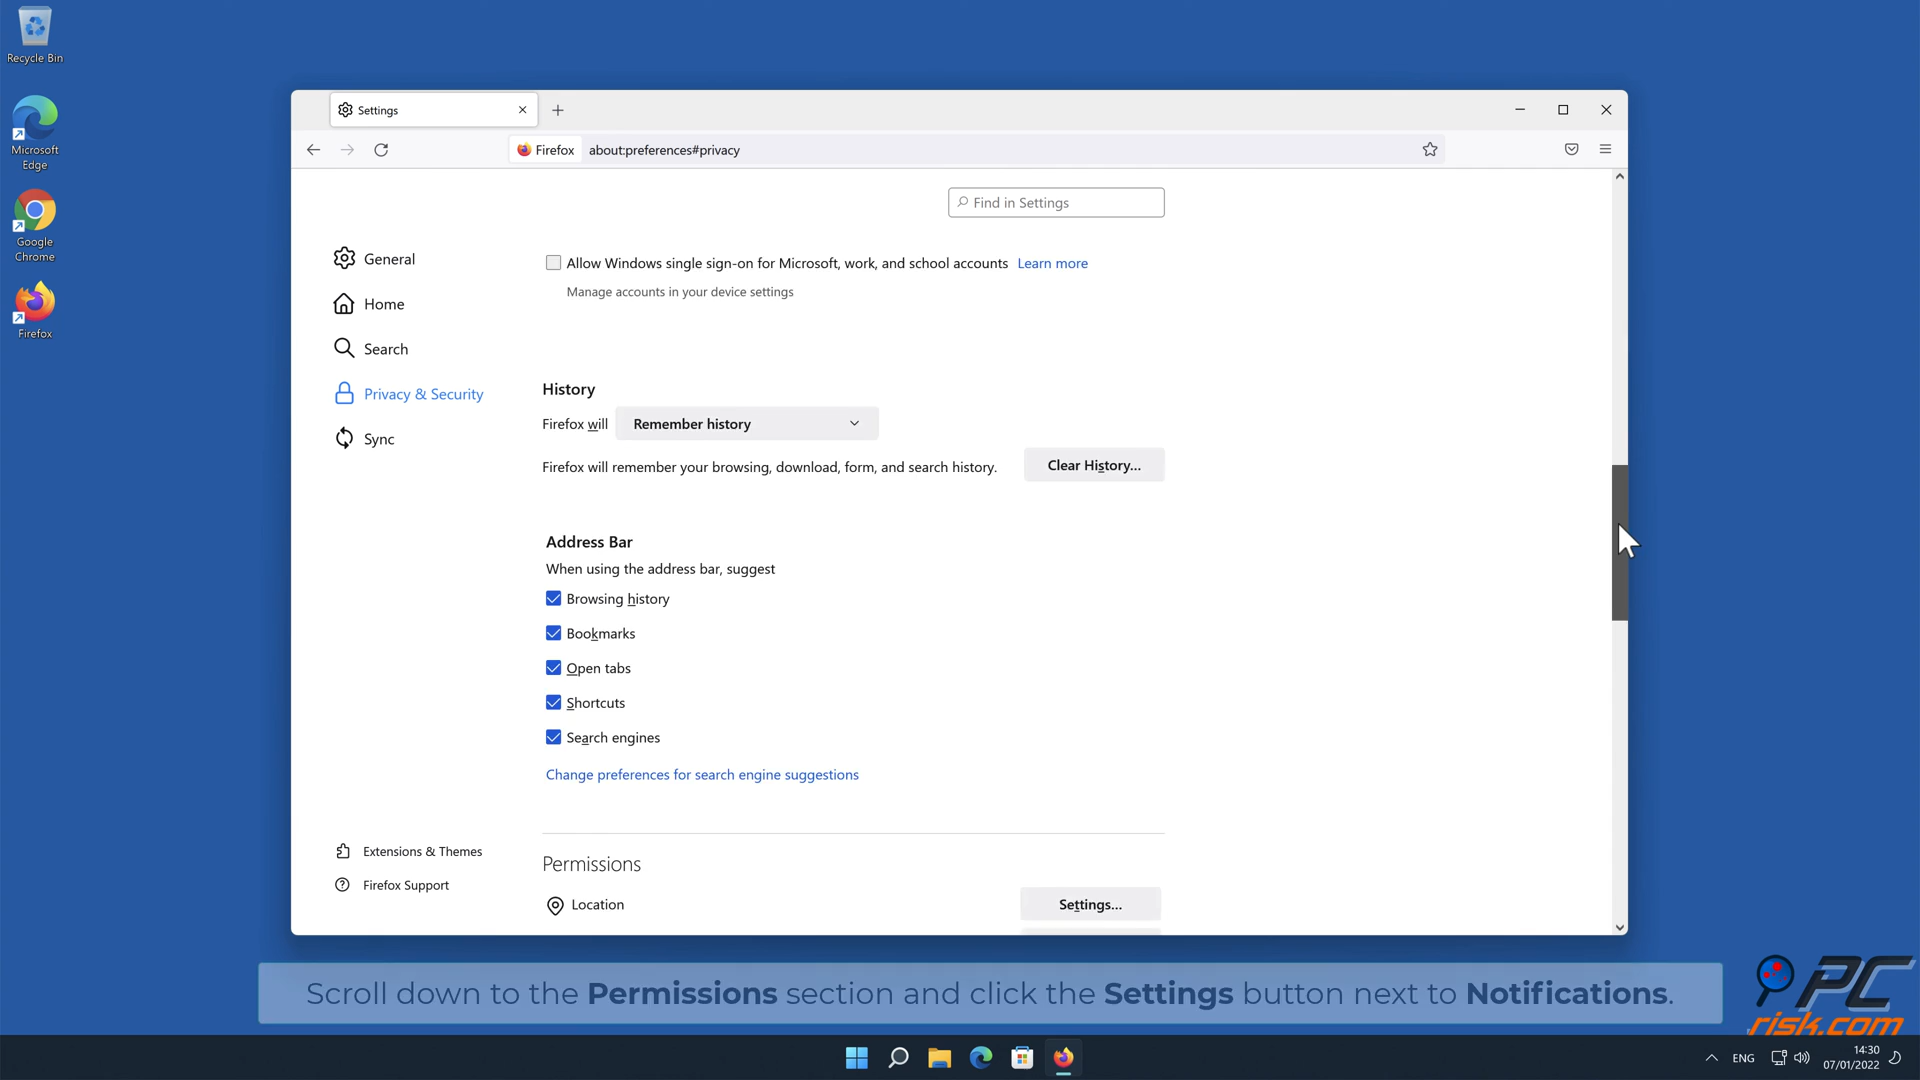 Recycle Bin
Microsoft
Edge
Google
Chrome
Firefox
Settings
Firefox about:preferences#privacy
Find in Settings
General
Home
Search
Privacy & Security
Sync
Extensions & Themes
Firefox Support
Allow Windows single sign-on for Microsoft, work, and school accounts Learn more
Manage accounts in your device settings
History
Firefox will Remember history
Firefox will remember your browsing, download, form, and search history. Clear History...
Address Bar
When using the address bar, suggest
Browsing history
Bookmarks
Open tabs
Shortcuts
Search engines
Change preferences for search engine suggestions
Permissions
Location Settings...
Scroll down to the Permissions section and click the Settings button next to Notifications.
PC
risk.com
ENG
14:30
07/01/2022